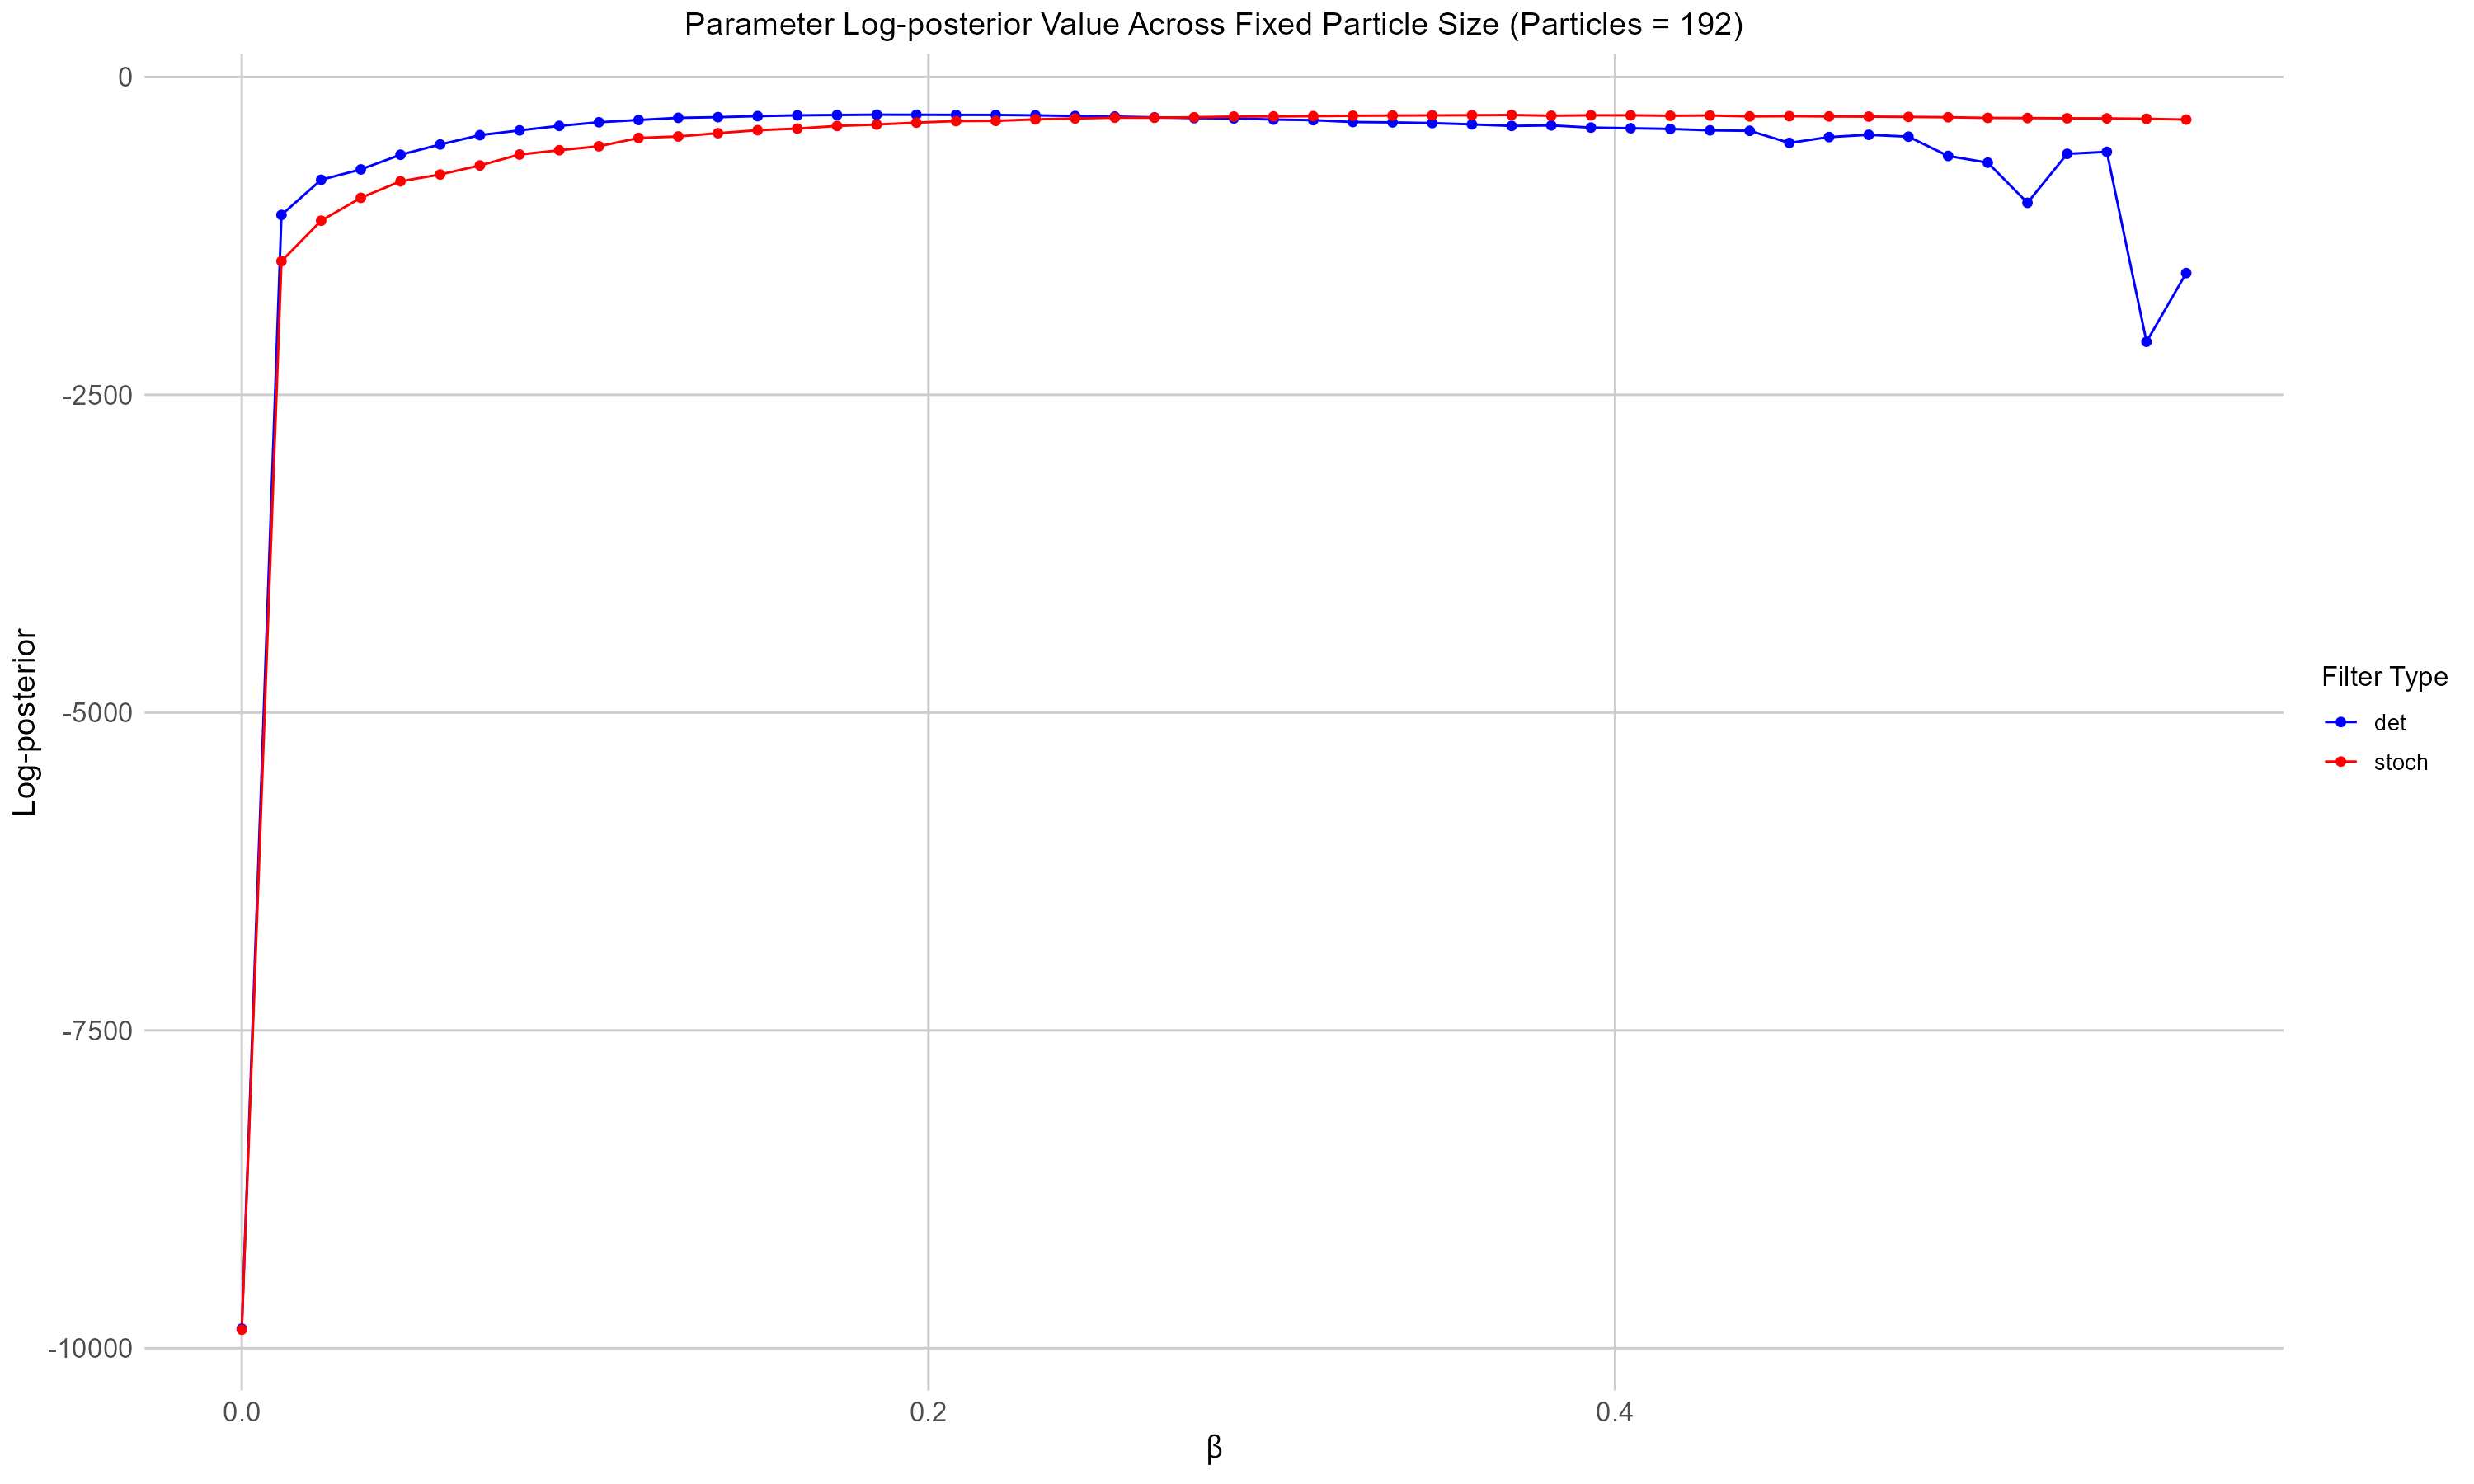 Parameter Log-posterior Value Across Fixed Particle Size (Particles = 192)
Log-posterior
0
-2500
-5000
-7500
-10000
0.0
0.2
0.4
β
Filter Type
det
stoch